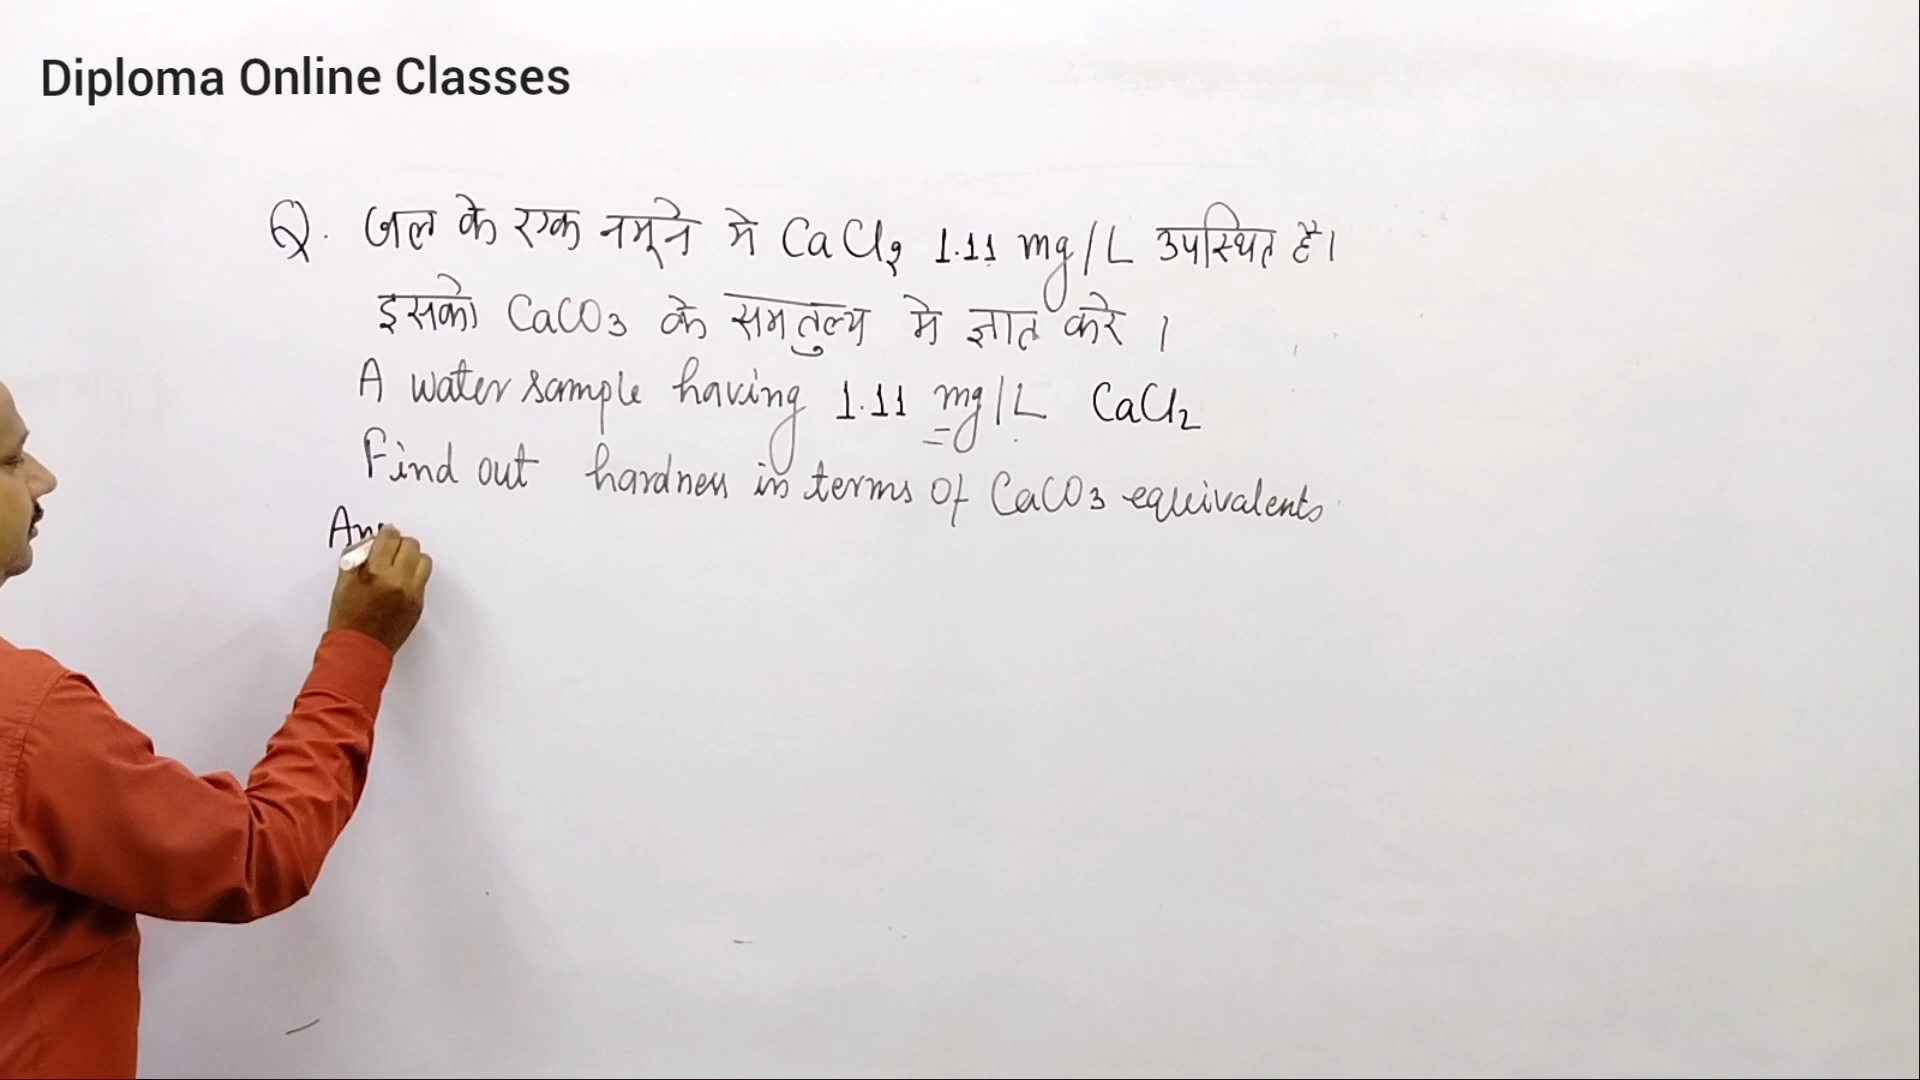 Diploma Online Classes
Q. जल के एक नमूने मे CaCl2 1.11 mg/L उपस्थित है।
इसको CaCO3 के समतुल्य मे ज्ञात करे ।
A water sample having 1.11 mg/L CaCl2
Find out hardness in terms of CaCO3 equivalents